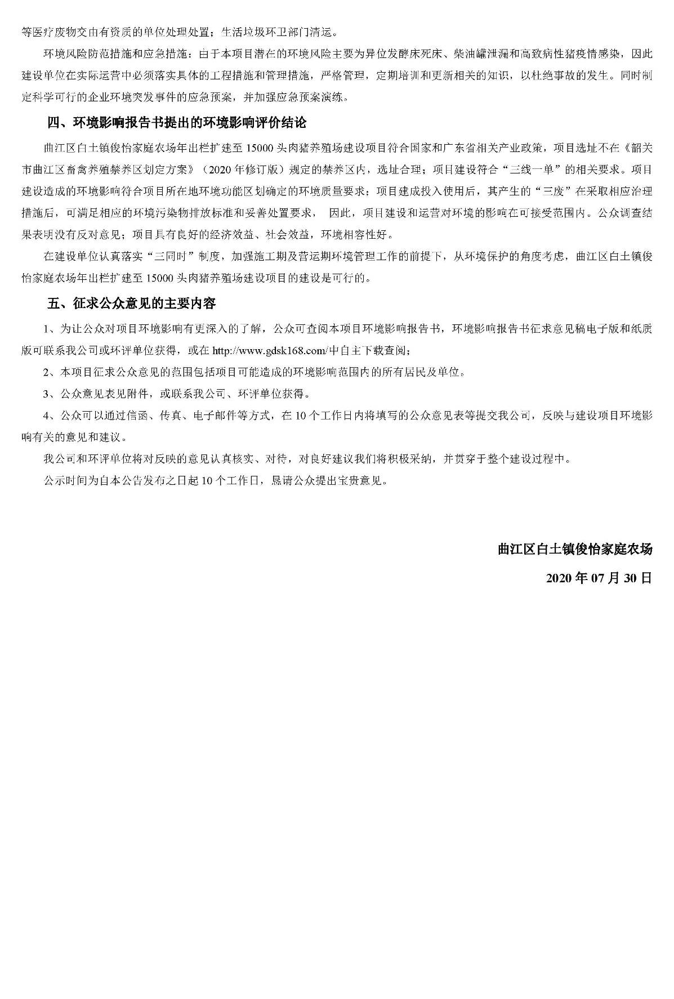 等医疗废物交由有资质的单位处理处置；生活垃圾环卫部门清运。
环境风险防范措施和应急措施：由于本项目潜在的环境风险主要为异位发酵床死床、柴油罐泄漏和高致病性猪疫情感染，因此
建设单位在实际运营中必须落实具体的工程措施和管理措施，严格管理，定期培训和更新相关的知识，以杜绝事故的发生。同时制
定科学可行的企业环境突发事件的应急预案，并加强应急预案演练。
四、环境影响报告书提出的环境影响评价结论
曲江区白土镇俊怡家庭农场年出栏扩建至 15000 头肉猪养殖场建设项目符合国家和广东省相关产业政策，项目选址不在《韶关
市曲江区畜禽养殖禁养区划定方案》（2020 年修订版）规定的禁养区内，选址合理；项目建设符合“三线一单”的相关要求。项目
建设造成的环境影响符合项目所在地环境功能区划确定的环境质量要求；项目建成投入使用后，其产生的“三废”在采取相应治理
措施后，可满足相应的环境污染物排放标准和妥善处置要求， 因此，项目建设和运营对环境的影响在可接受范围内。公众调查结
果表明没有反对意见；项目具有良好的经济效益、社会效益，环境相容性好。
在建设单位认真落实“三同时”制度，加强施工期及营运期环境管理工作的前提下，从环境保护的角度考虑，曲江区白土镇俊
怡家庭农场年出栏扩建至 15000 头肉猪养殖场建设项目的建设是可行的。
五、征求公众意见的主要内容
1、为让公众对项目环境影响有更深入的了解，公众可查阅本项目环境影响报告书，环境影响报告书征求意见稿电子版和纸质
版可联系我公司或环评单位获得，或在 http://www.gdsk168.com/中自主下载查阅；
2、本项目征求公众意见的范围包括项目可能造成的环境影响范围内的所有居民及单位。
3、公众意见表见附件，或联系我公司、环评单位获得。
4、公众可以通过信函、传真、电子邮件等方式，在 10 个工作日内将填写的公众意见表等提交我公司，反映与建设项目环境影
响有关的意见和建议。
我公司和环评单位将对反映的意见认真核实、对待，对良好建议我们将积极采纳，并贯穿于整个建设过程中。
公示时间为自本公告发布之日起 10 个工作日，恳请公众提出宝贵意见。
曲江区白土镇俊怡家庭农场
2020 年 07 月 30 日